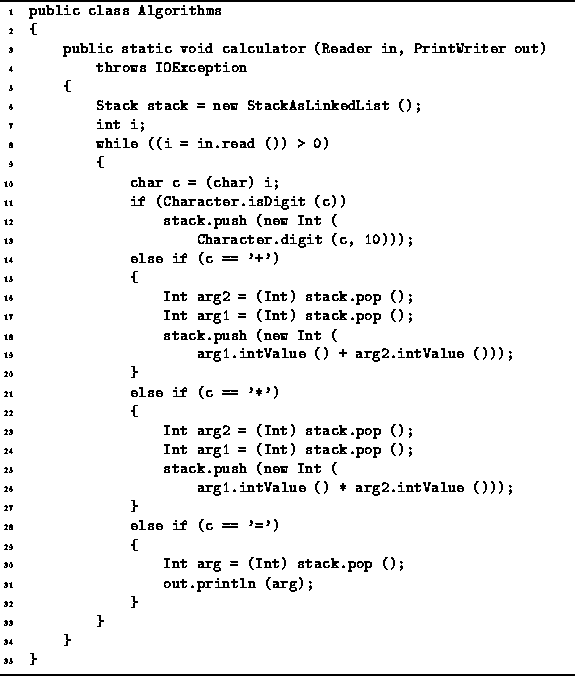 1 public class Algorithms
2 {
3 public static void calculator (Reader in, PrintWriter out)
4 throws IOException
5 {
6 Stack stack = new StackAsLinkedList ();
7 int i;
8 while ((i = in.read ()) > 0)
9 {
10 char c = (char) i;
11 if (Character.isDigit (c))
12 stack.push (new Int (
13 Character.digit (c, 10)));
14 else if (c == '+')
15 {
16 Int arg2 = (Int) stack.pop ();
17 Int arg1 = (Int) stack.pop ();
18 stack.push (new Int (
19 arg1.intValue () + arg2.intValue ()));
20 }
21 else if (c == '*')
22 {
23 Int arg2 = (Int) stack.pop ();
24 Int arg1 = (Int) stack.pop ();
25 stack.push (new Int (
26 arg1.intValue () * arg2.intValue ()));
27 }
28 else if (c == '=')
29 {
30 Int arg = (Int) stack.pop ();
31 out.println (arg);
32 }
33 }
34 }
35 }